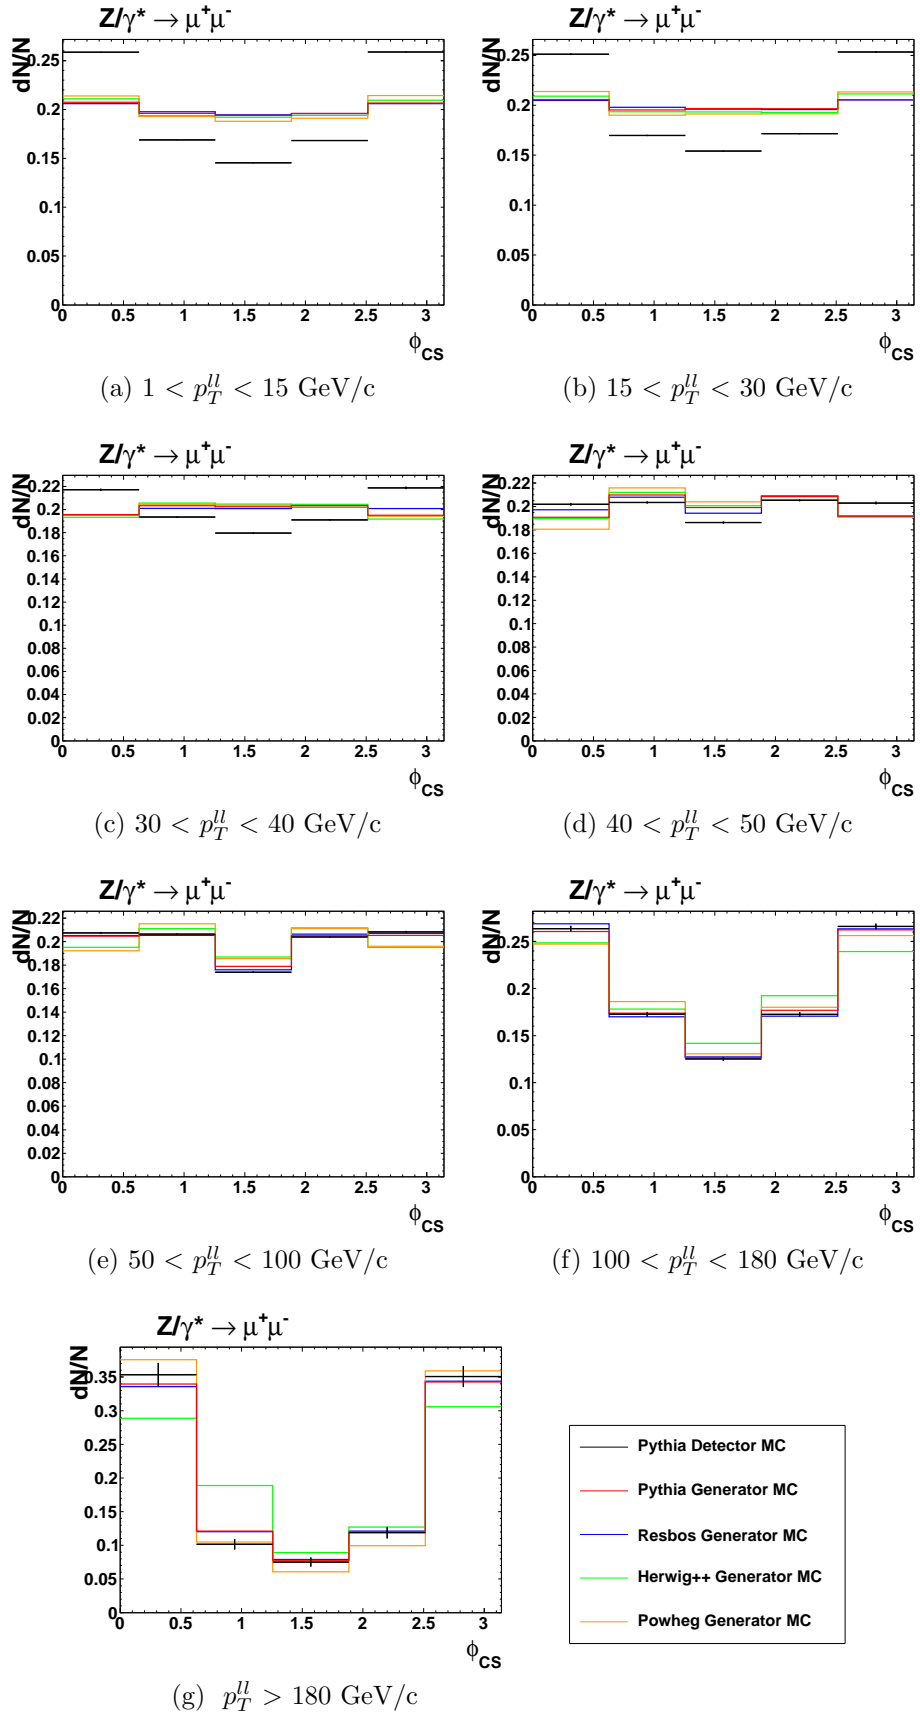 Z/γ* → μ⁺μ⁻
Z/γ* → μ⁺μ⁻
dN/N
0.25
0.2
0.15
0.1
0.05
0
0 0.5 1 1.5 2 2.5 3
ϕCS
dN/N
0.25
0.2
0.15
0.1
0.05
0
0 0.5 1 1.5 2 2.5 3
ϕCS
(a) 1 < p_T^{ll} < 15 GeV/c
(b) 15 < p_T^{ll} < 30 GeV/c
Z/γ* → μ⁺μ⁻
Z/γ* → μ⁺μ⁻
dN/N
0.22
0.2
0.18
0.16
0.14
0.12
0.1
0.08
0.06
0.04
0.02
0
0 0.5 1 1.5 2 2.5 3
ϕCS
dN/N
0.22
0.2
0.18
0.16
0.14
0.12
0.1
0.08
0.06
0.04
0.02
0
0 0.5 1 1.5 2 2.5 3
ϕCS
(c) 30 < p_T^{ll} < 40 GeV/c
(d) 40 < p_T^{ll} < 50 GeV/c
Z/γ* → μ⁺μ⁻
Z/γ* → μ⁺μ⁻
dN/N
0.22
0.2
0.18
0.16
0.14
0.12
0.1
0.08
0.06
0.04
0.02
0
0 0.5 1 1.5 2 2.5 3
ϕCS
dN/N
0.25
0.2
0.15
0.1
0.05
0
0 0.5 1 1.5 2 2.5 3
ϕCS
(e) 50 < p_T^{ll} < 100 GeV/c
(f) 100 < p_T^{ll} < 180 GeV/c
Z/γ* → μ⁺μ⁻
dN/N
0.35
0.3
0.25
0.2
0.15
0.1
0.05
0
0 0.5 1 1.5 2 2.5 3
ϕCS
(g) p_T^{ll} > 180 GeV/c
Pythia Detector MC
Pythia Generator MC
Resbos Generator MC
Herwig++ Generator MC
Powheg Generator MC